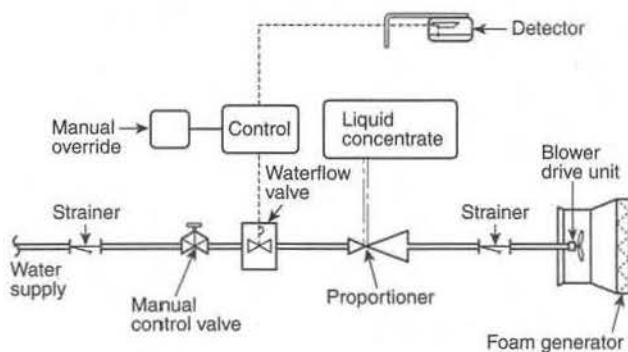 Detector
Manual
override
Control
Liquid
concentrate
Blower
drive unit
Waterflow
valve
Strainer
Strainer
Water
supply
Manual
control valve
Proportioner
Foam generator